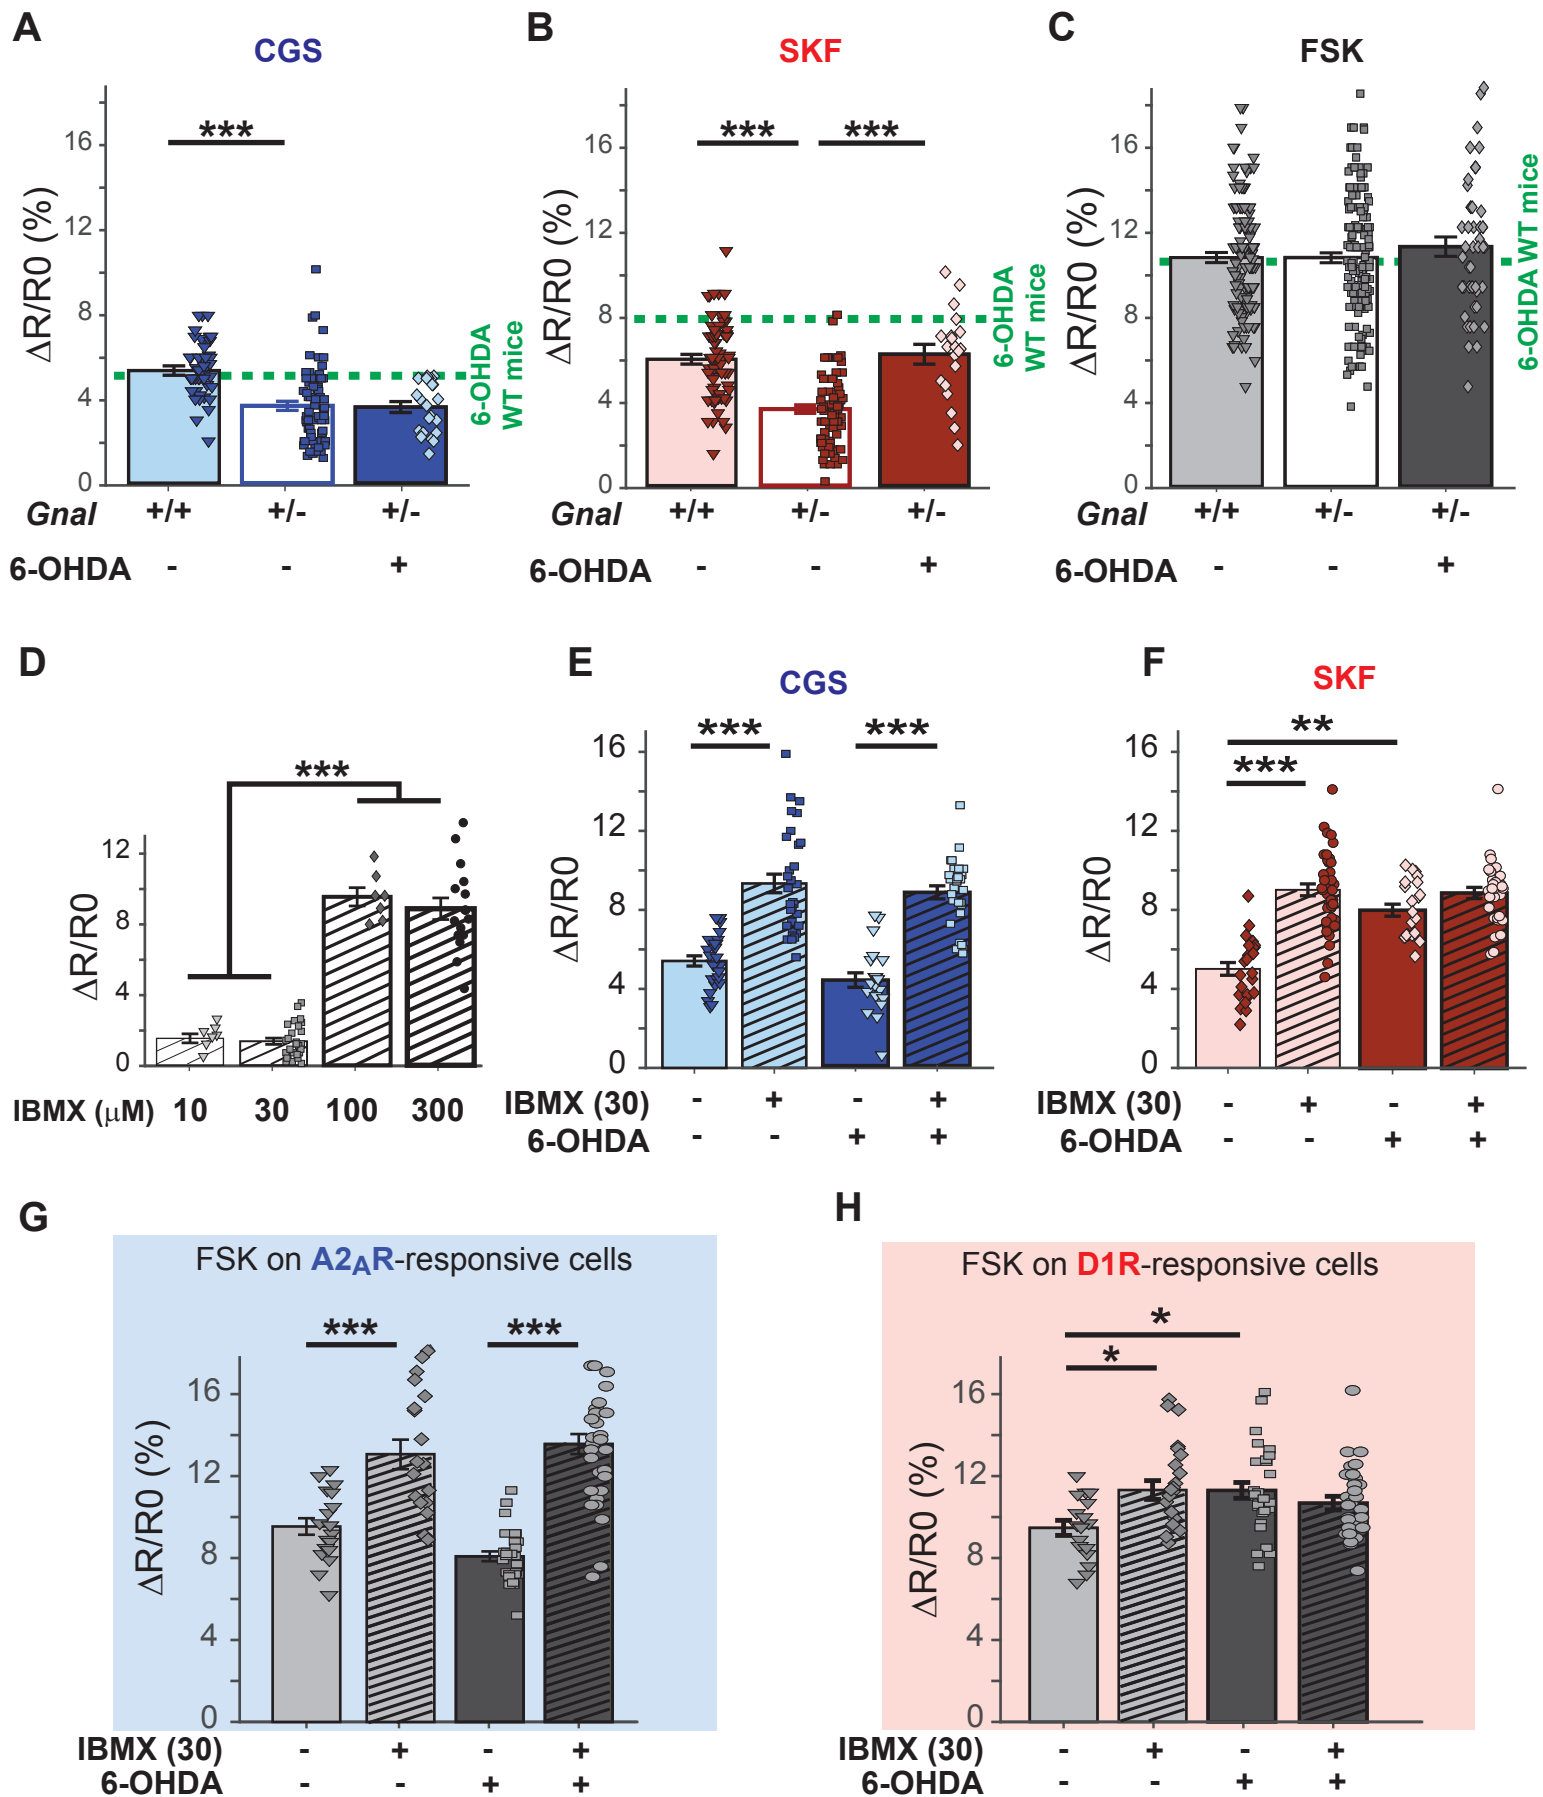 A
CGS
***
16
12
8
4
0
ΔR/R0 (%)
6-OHDA
WT mice
Gnal +/+ +/- +/-
6-OHDA - - +
B
SKF
*** ***
16
12
8
4
0
ΔR/R0 (%)
6-OHDA
WT mice
Gnal +/+ +/- +/-
6-OHDA - - +
C
FSK
16
12
8
4
0
ΔR/R0 (%)
6-OHDA WT mice
Gnal +/+ +/- +/-
6-OHDA - - +
D
***
12
8
4
0
ΔR/R0
IBMX (μM) 10 30 100 300
E
CGS
*** ***
16
12
8
4
0
ΔR/R0
IBMX (30) - + - +
6-OHDA - - + +
F
SKF
**
***
16
12
8
4
0
ΔR/R0
IBMX (30) - + - +
6-OHDA - - + +
G
FSK on A2AR-responsive cells
*** ***
16
12
8
4
0
ΔR/R0 (%)
IBMX (30) - + - +
6-OHDA - - + +
H
FSK on D1R-responsive cells
*
*
16
12
8
4
0
ΔR/R0 (%)
IBMX (30) - + - +
6-OHDA - - + +